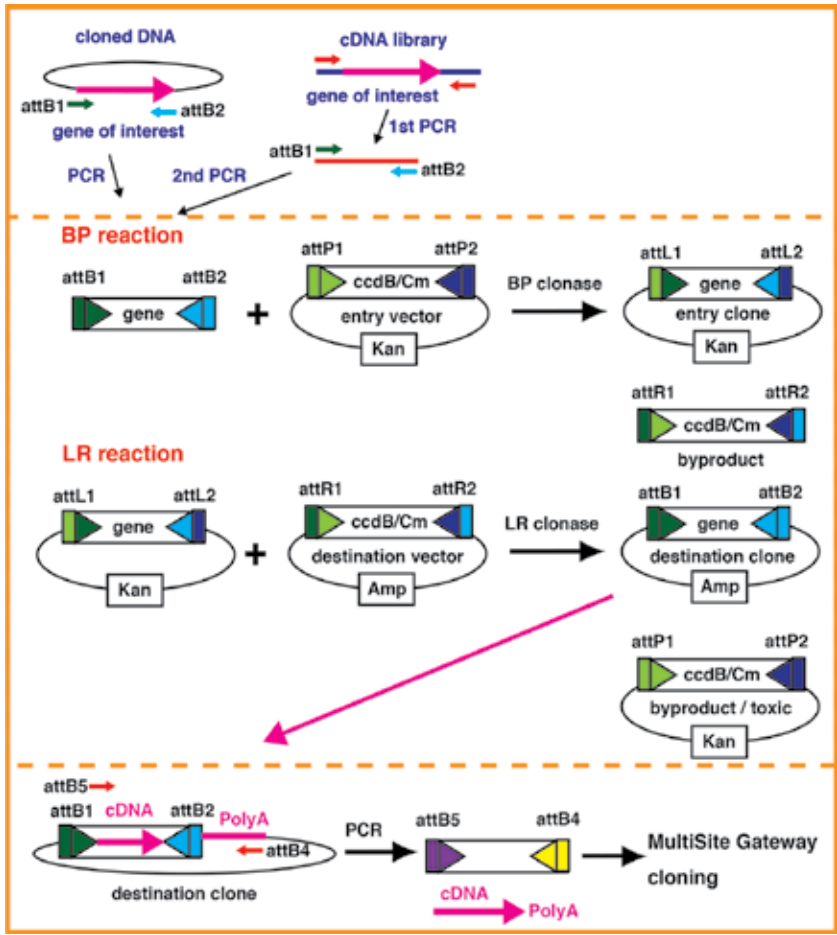 cloned DNA
attB1
attB2
gene of interest
PCR
cDNA library
gene of interest
1st PCR
attB1
attB2
2nd PCR
BP reaction
attB1
attB2
gene
+
attP1
attP2
ccdB/Cm
entry vector
Kan
BP clonase
attL1
attL2
gene
entry clone
Kan
attR1
attR2
ccdB/Cm
byproduct
LR reaction
attL1
attL2
gene
Kan
+
attR1
attR2
ccdB/Cm
destination vector
Amp
LR clonase
attB1
attB2
gene
destination clone
Amp
attP1
attP2
ccdB/Cm
byproduct / toxic
Kan
attB5
attB1
cDNA
attB2
PolyA
attB4
destination clone
PCR
attB5
attB4
cDNA
PolyA
MultiSite Gateway
cloning